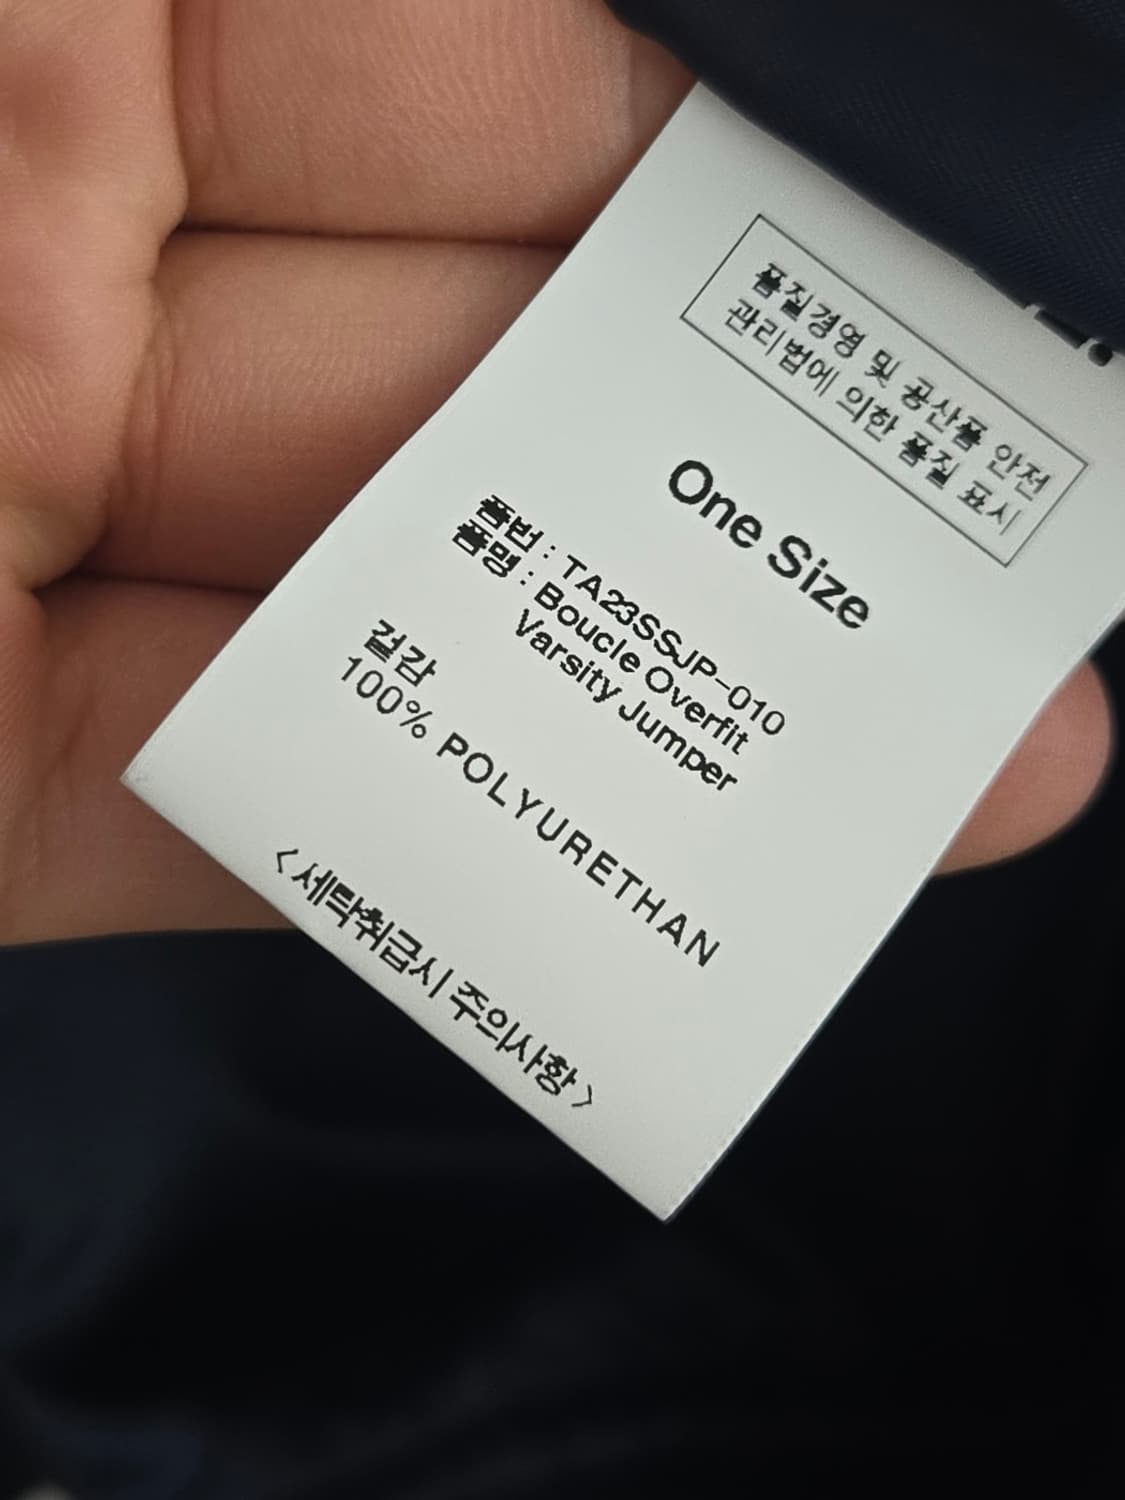 품질경영 및 공산품 안전
관리법에 의한 품질 표시
One Size
품번 : TA23SSJP-010
품명 : Boucle Overfit
Varsity Jumper
겉감
100% POLYURETHAN
<세탁취급시 주의사항>